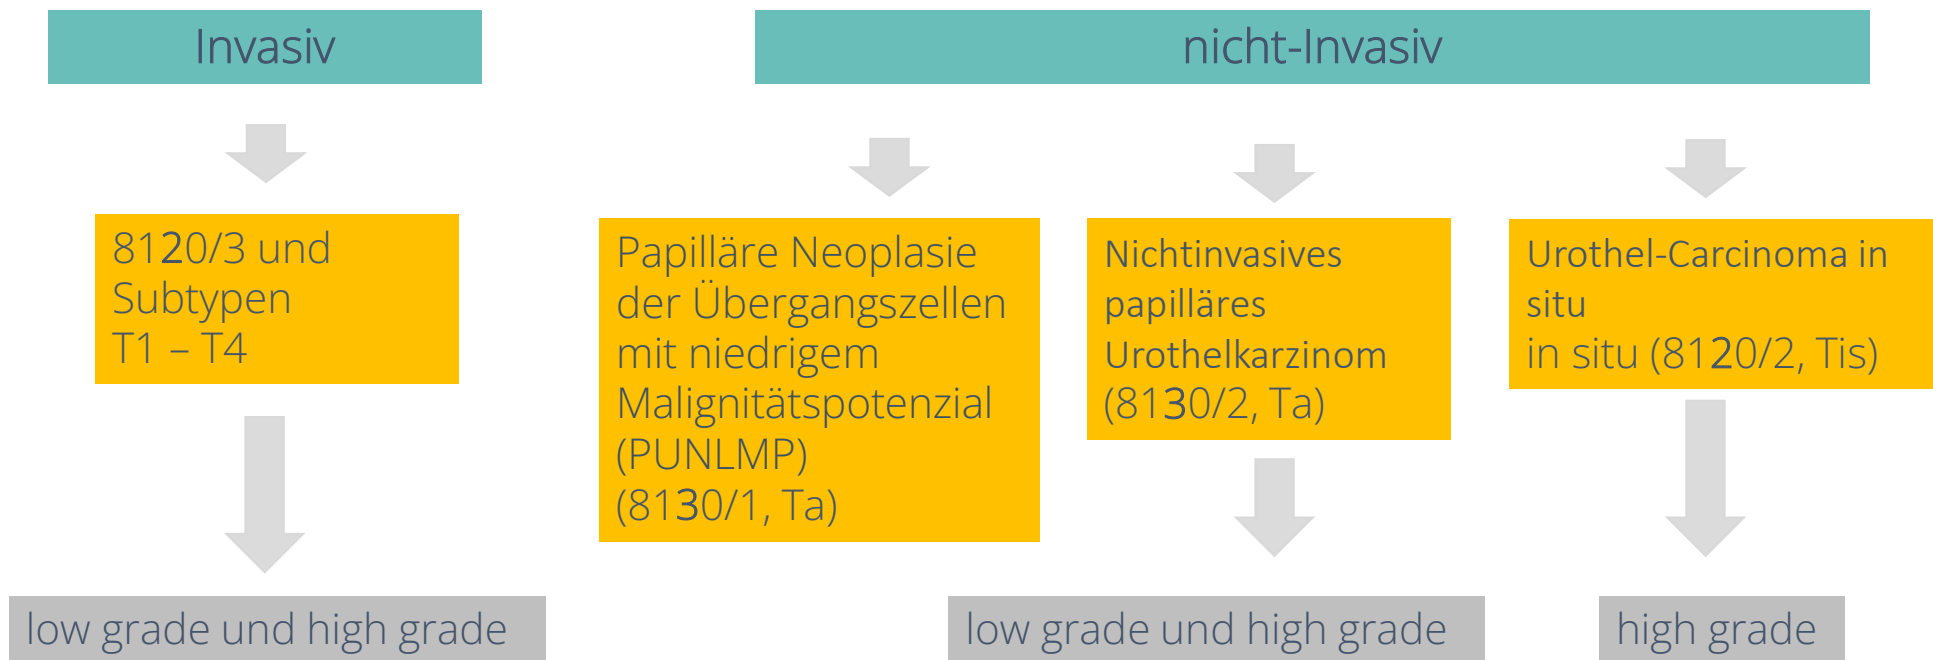 Invasiv
nicht-Invasiv
8120/3 und
Subtypen
T1 – T4
Papilläre Neoplasie
der Übergangszellen
mit niedrigem
Malignitätspotenzial
(PUNLMP)
(8130/1, Ta)
Nichtinvasives
papilläres
Urothelkarzinom
(8130/2, Ta)
Urothel-Carcinoma in
situ
in situ (8120/2, Tis)
low grade und high grade
low grade und high grade
high grade